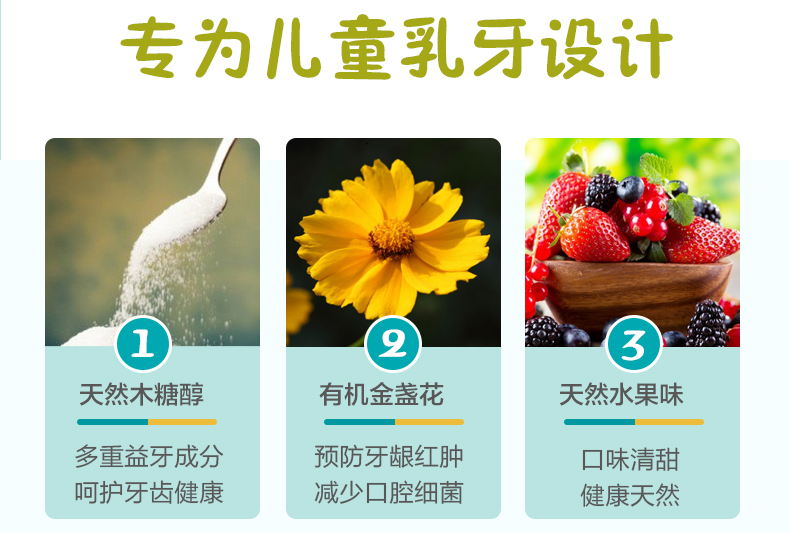 专为儿童乳牙设计
1
天然木糖醇
多重益牙成分
呵护牙齿健康
2
有机金盏花
预防牙龈红肿
减少口腔细菌
3
天然水果味
口味清甜
健康天然